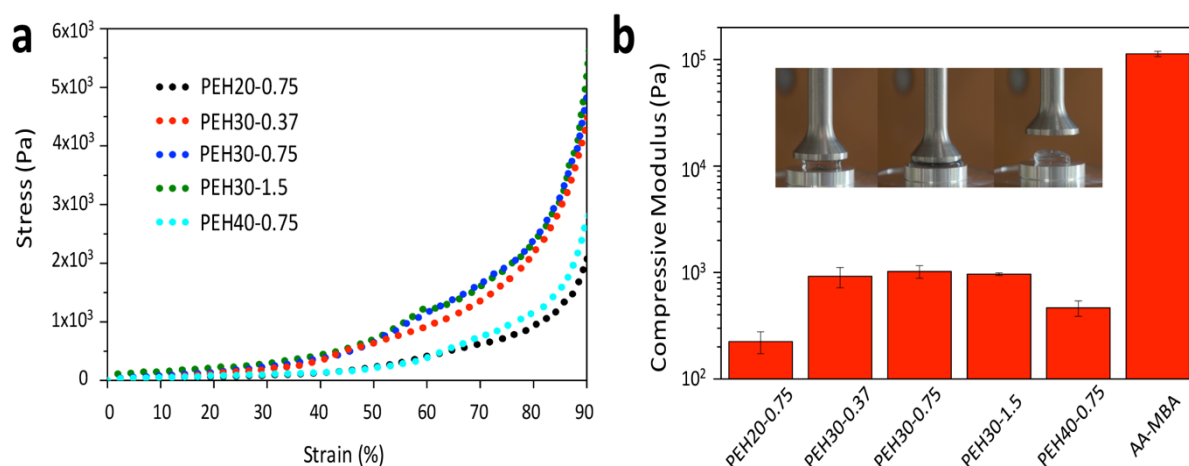 a
6x10³
5x10³
4x10³
3x10³
2x10³
1x10³
0
Stress (Pa)
PEH20-0.75
PEH30-0.37
PEH30-0.75
PEH30-1.5
PEH40-0.75
0 10 20 30 40 50 60 70 80 90
Strain (%)
b
Compressive Modulus (Pa)
10⁵
10⁴
10³
10²
PEH20-0.75
PEH30-0.37
PEH30-0.75
PEH30-1.5
PEH40-0.75
AA-MBA